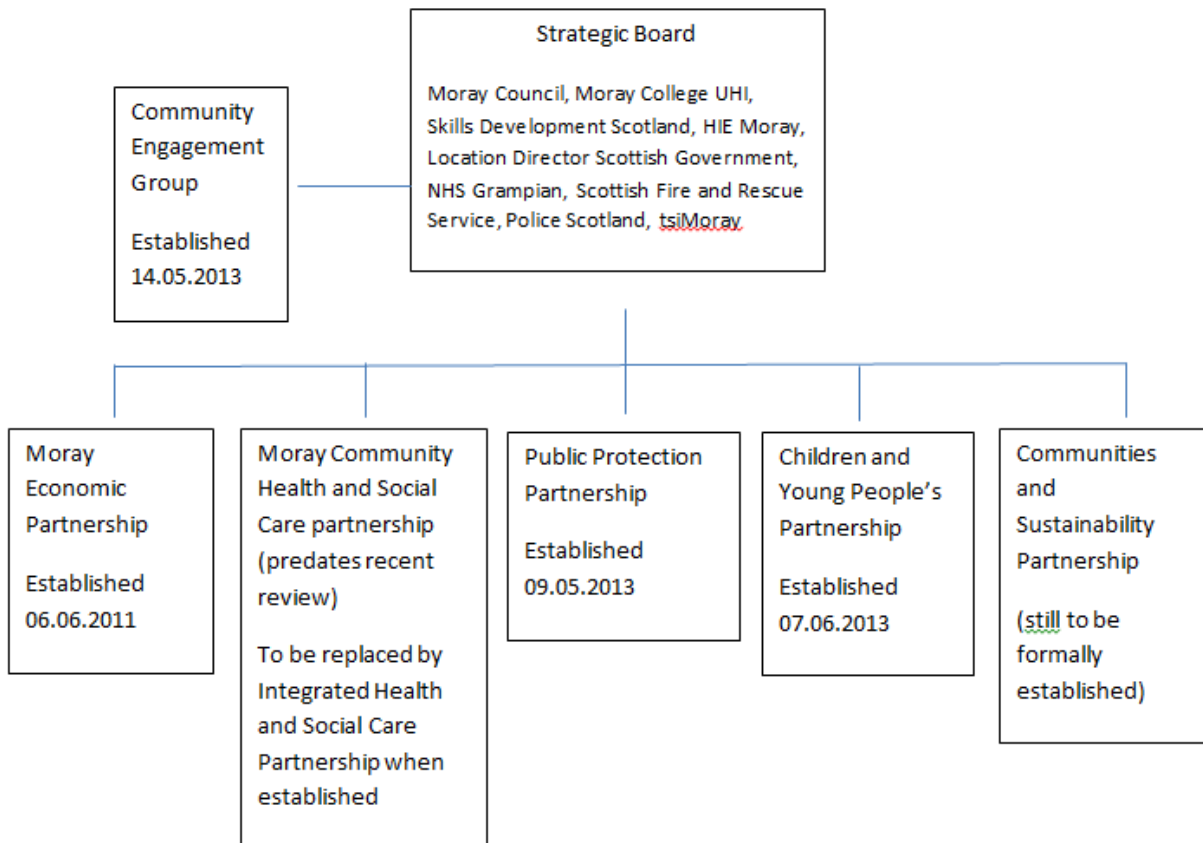 Strategic Board
Moray Council, Moray College UHI,
Skills Development Scotland, HIE Moray,
Location Director Scottish Government,
NHS Grampian, Scottish Fire and Rescue
Service, Police Scotland, tsiMoray
Community
Engagement
Group
Established
14.05.2013
Moray
Economic
Partnership
Established
06.06.2011
Moray Community
Health and Social
Care partnership
(predates recent
review)
To be replaced by
Integrated Health
and Social Care
Partnership when
established
Public Protection
Partnership
Established
09.05.2013
Children and
Young People’s
Partnership
Established
07.06.2013
Communities
and
Sustainability
Partnership
(still to be
formally
established)